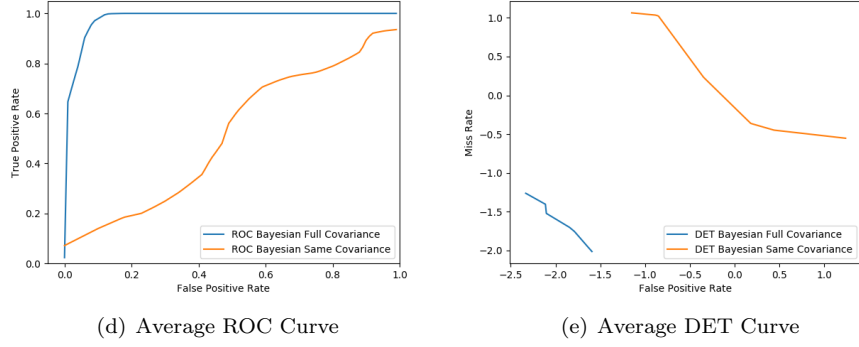 1.0
0.8
0.6
0.4
0.2
0.0
True Positive Rate
0.0 0.2 0.4 0.6 0.8 1.0
False Positive Rate
ROC Bayesian Full Covariance
ROC Bayesian Same Covariance
(d) Average ROC Curve
1.0
0.5
0.0
−0.5
−1.0
−1.5
−2.0
Miss Rate
−2.5 −2.0 −1.5 −1.0 −0.5 0.0 0.5 1.0
False Positive Rate
DET Bayesian Full Covariance
DET Bayesian Same Covariance
(e) Average DET Curve